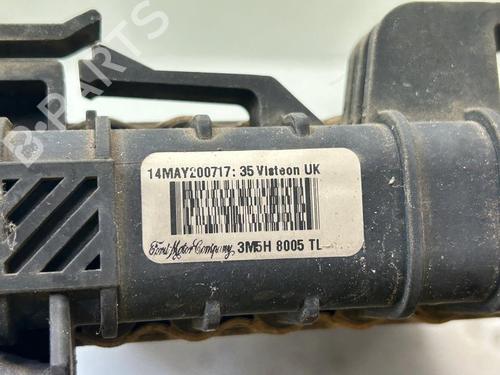 B-PARTS
14MAY200717:35 Visteon UK
Ford Motor Company, 3M5H 8005 TL